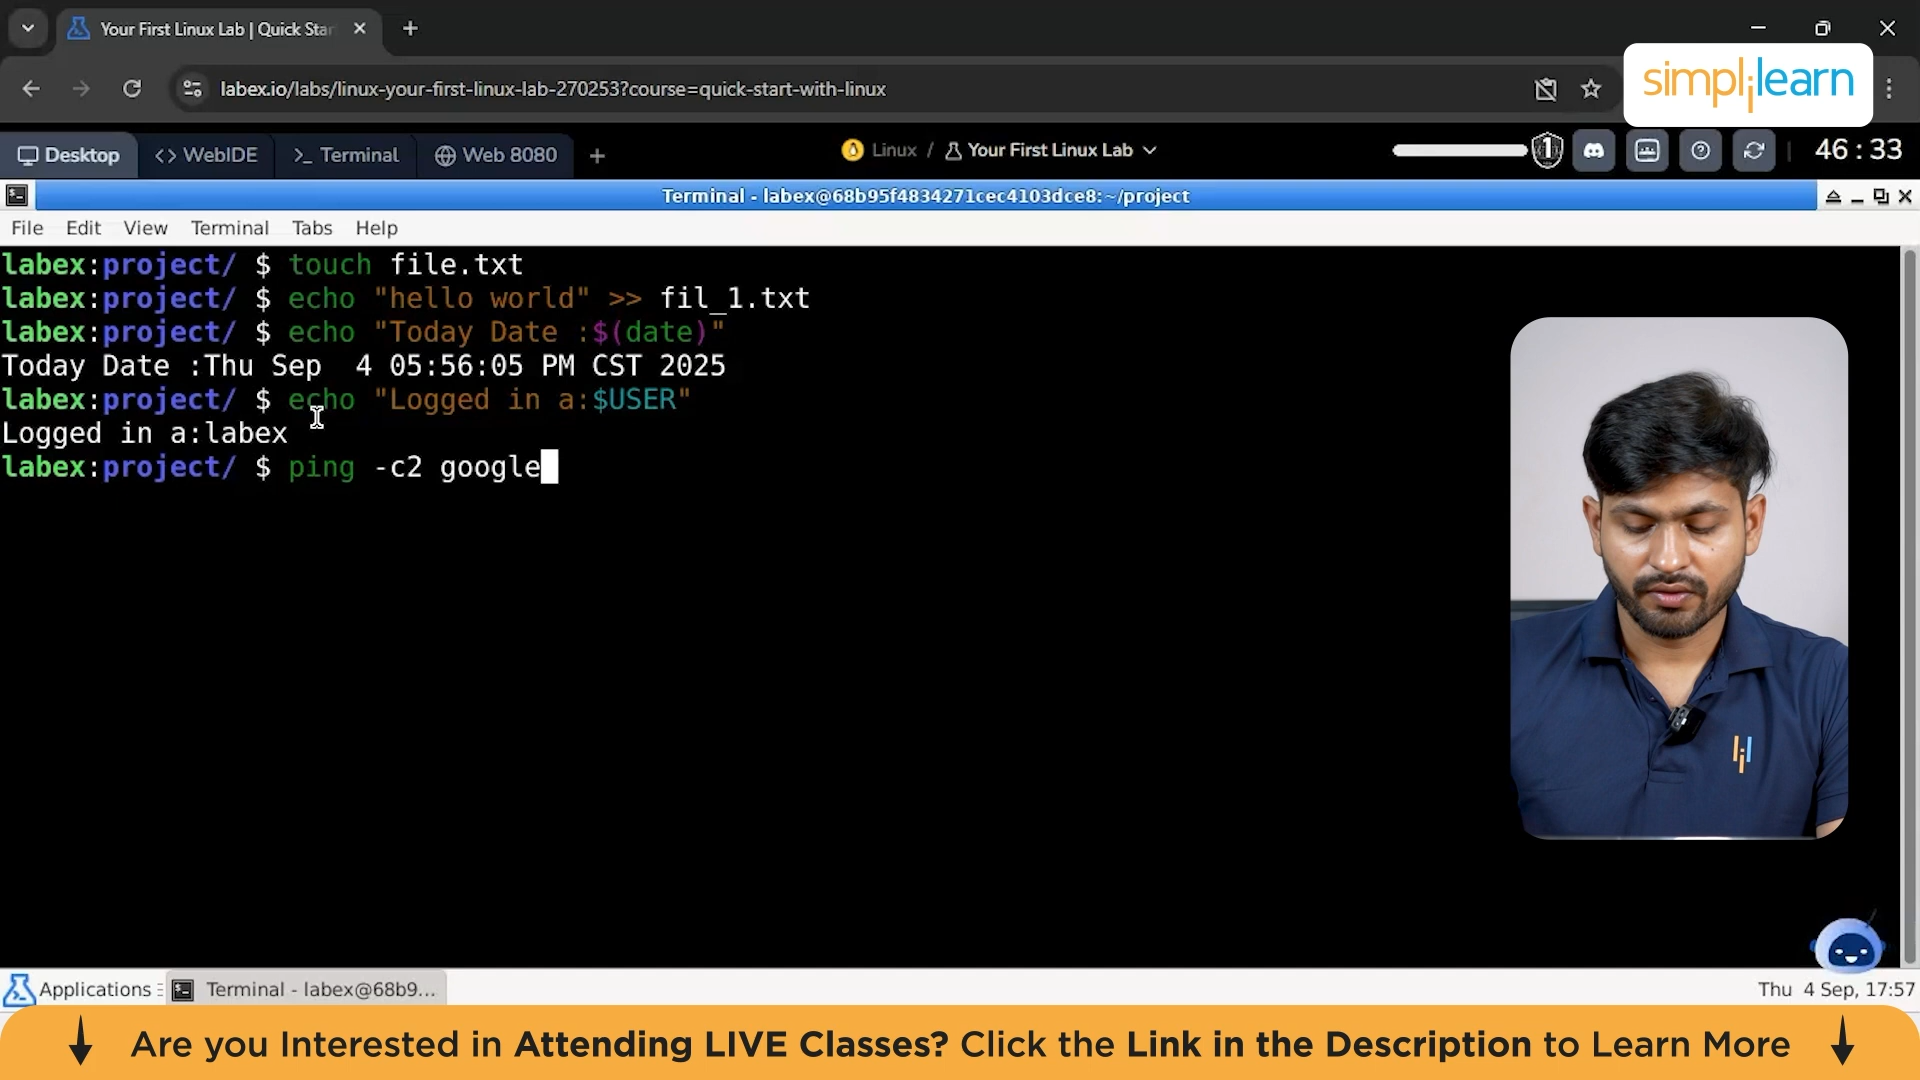 Your First Linux Lab | Quick Star
simplilearn
labex.io/labs/linux-your-first-linux-lab-270253?course=quick-start-with-linux
Desktop
<> WebIDE
>_ Terminal
Web 8080
Linux / Your First Linux Lab
1
46 : 33
Terminal - labex@68b95f4834271cec4103dce8:~/project
File Edit View Terminal Tabs Help
labex:project/ $ touch file.txt
labex:project/ $ echo "hello world" >> fil_1.txt
labex:project/ $ echo "Today Date :$(date)"
Today Date :Thu Sep  4 05:56:05 PM CST 2025
labex:project/ $ echo "Logged in a:$USER"
Logged in a:labex
labex:project/ $ ping -c2 google
Applications
Terminal - labex@68b9...
Thu 4 Sep, 17:57
Are you Interested in Attending LIVE Classes? Click the Link in the Description to Learn More